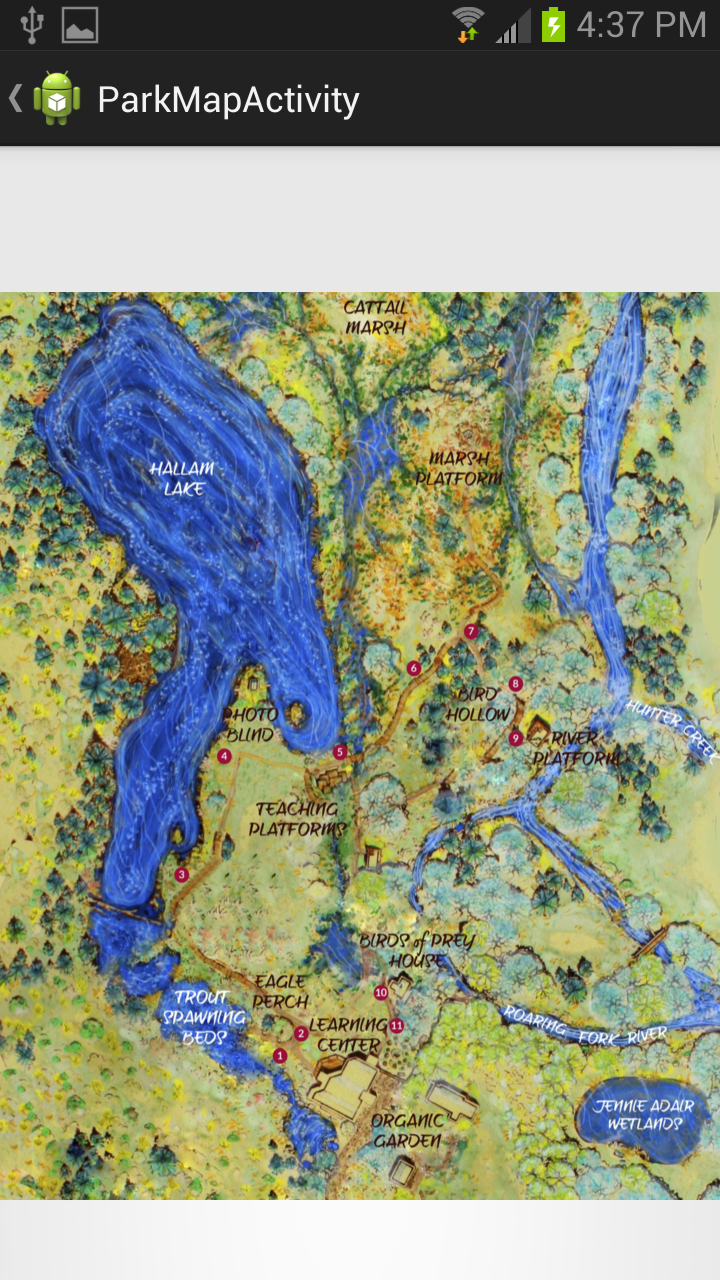 4:37 PM
ParkMapActivity
CATTAIL
MARSH
HALLAM
LAKE
MARSH
PLATFORM
7
6
8
BIRD
HOLLOW
PHOTO
BLIND
HUNTER CREEK
9
RIVER
PLATFORM
5
4
TEACHING
PLATFORMS
3
BIRDS of PREY
HOUSE
EAGLE
PERCH
10
TROUT
SPAWNING
BEDS
ROARING FORK RIVER
11
LEARNING
CENTER
2
1
JENNIE ADAIR
WETLANDS
ORGANIC
GARDEN